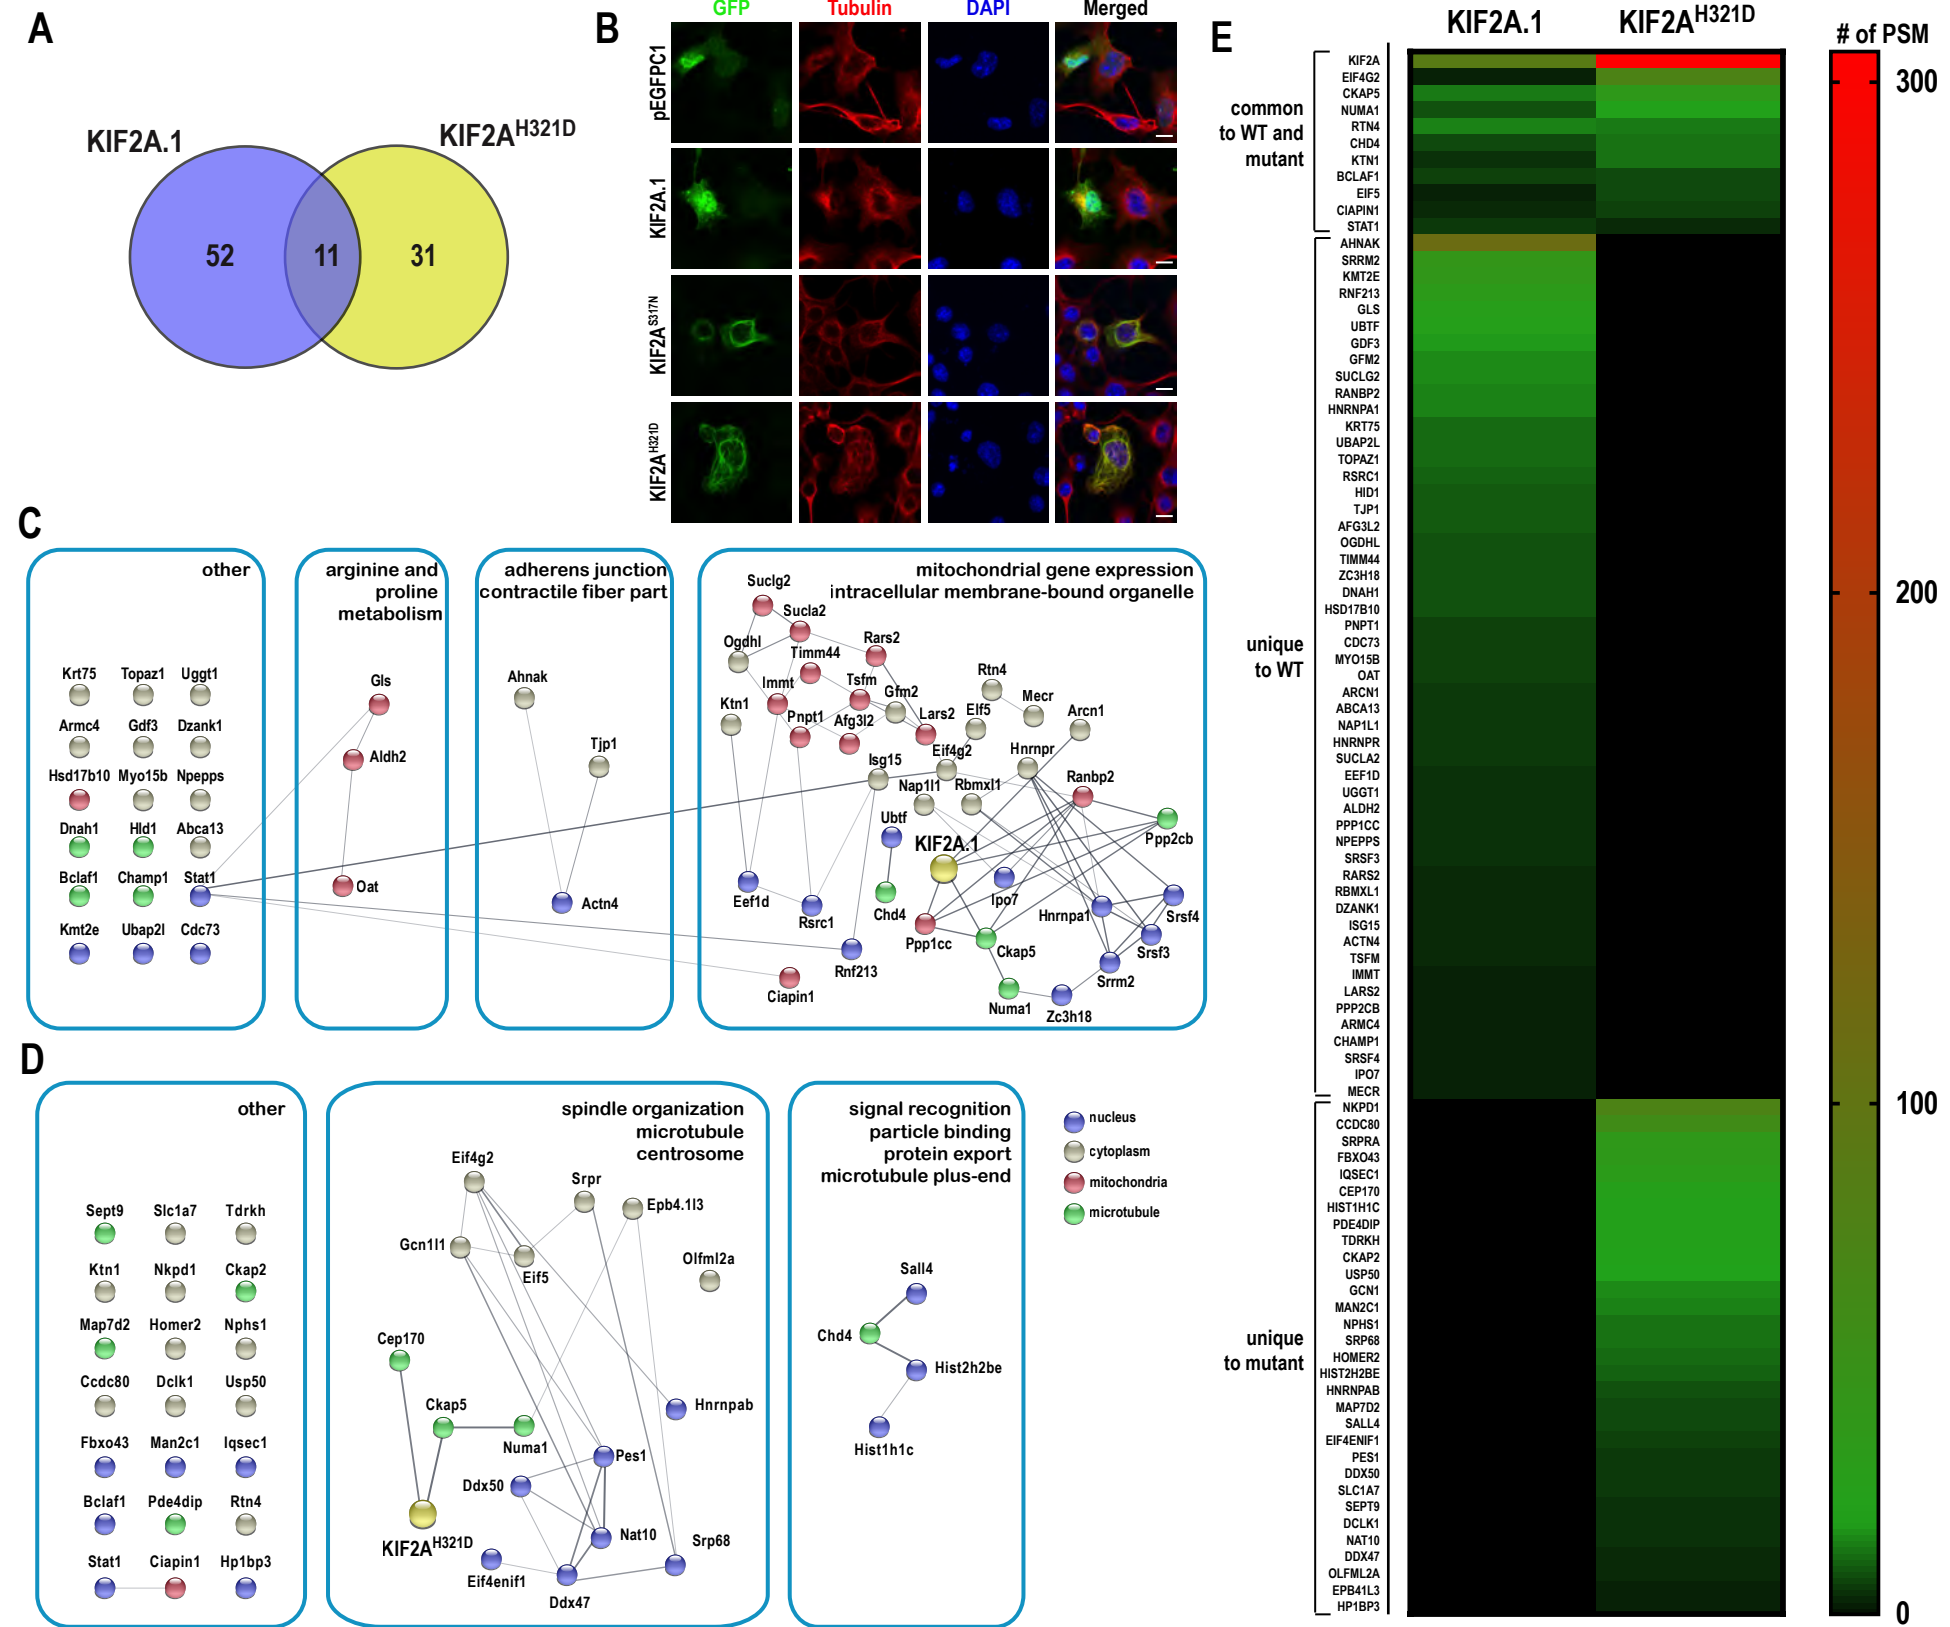 A
KIF2A.1
KIF2AH321D
52
11
31
B
GFP
Tubulin
DAPI
Merged
pEGFPC1
KIF2A.1
KIF2AS317N
KIF2AH321D
C
other
Krt75 Topaz1 Uggt1
Armc4 Gdf3 Dzank1
Hsd17b10 Myo15b Npepps
Dnah1 Hld1 Abca13
Bclaf1 Champ1 Stat1
Kmt2e Ubap2l Cdc73
arginine and
proline
metabolism
Gls
Aldh2
Oat
adherens junction
contractile fiber part
Ahnak
Tjp1
Actn4
mitochondrial gene expression
intracellular membrane-bound organelle
Suclg2
Sucla2
Ogdhl
Rars2
Timm44
Immt
Tsfm
Gfm2
Rtn4
Mecr
Ktn1
Pnpt1
Afg3l2
Lars2
Elf5
Arcn1
Isg15
Eif4g2
Hnrnpr
Nap1l1
Rbmxl1
Ranbp2
Ubtf
Ppp2cb
KIF2A.1
Eef1d
Rsrc1
Chd4
Ipo7
Hnrnpa1
Srsf4
Ppp1cc
Ckap5
Srsf3
Rnf213
Srrm2
Ciapin1
Numa1
Zc3h18
D
other
Sept9 Slc1a7 Tdrkh
Ktn1 Nkpd1 Ckap2
Map7d2 Homer2 Nphs1
Ccdc80 Dclk1 Usp50
Fbxo43 Man2c1 Iqsec1
Bclaf1 Pde4dip Rtn4
Stat1 Ciapin1 Hp1bp3
spindle organization
microtubule
centrosome
Eif4g2
Srpr
Epb4.1l3
Gcn1l1
Eif5
Olfml2a
Cep170
Ckap5
Numa1
Hnrnpab
Pes1
Ddx50
Nat10
KIF2AH321D
Srp68
Eif4enif1
Ddx47
signal recognition
particle binding
protein export
microtubule plus-end
Sall4
Chd4
Hist2h2be
Hist1h1c
nucleus
cytoplasm
mitochondria
microtubule
E
KIF2A.1
KIF2AH321D
# of PSM
300
200
100
0
common
to WT and
mutant
KIF2A
EIF4G2
CKAP5
NUMA1
RTN4
CHD4
KTN1
BCLAF1
EIF5
CIAPIN1
STAT1
unique
to WT
AHNAK
SRRM2
KMT2E
RNF213
GLS
UBTF
GDF3
GFM2
SUCLG2
RANBP2
HNRNPA1
KRT75
UBAP2L
TOPAZ1
RSRC1
HID1
TJP1
AFG3L2
OGDHL
TIMM44
ZC3H18
DNAH1
HSD17B10
PNPT1
CDC73
MYO15B
OAT
ARCN1
ABCA13
NAP1L1
HNRNPR
SUCLA2
EEF1D
UGGT1
ALDH2
PPP1CC
NPEPPS
SRSF3
RARS2
RBMXL1
DZANK1
ISG15
ACTN4
TSFM
IMMT
LARS2
PPP2CB
ARMC4
CHAMP1
SRSF4
IPO7
MECR
unique
to mutant
NKPD1
CCDC80
SRPRA
FBXO43
IQSEC1
CEP170
HIST1H1C
PDE4DIP
TDRKH
CKAP2
USP50
GCN1
MAN2C1
NPHS1
SRP68
HOMER2
HIST2H2BE
HNRNPAB
MAP7D2
SALL4
EIF4ENIF1
PES1
DDX50
SLC1A7
SEPT9
DCLK1
NAT10
DDX47
OLFML2A
EPB41L3
HP1BP3